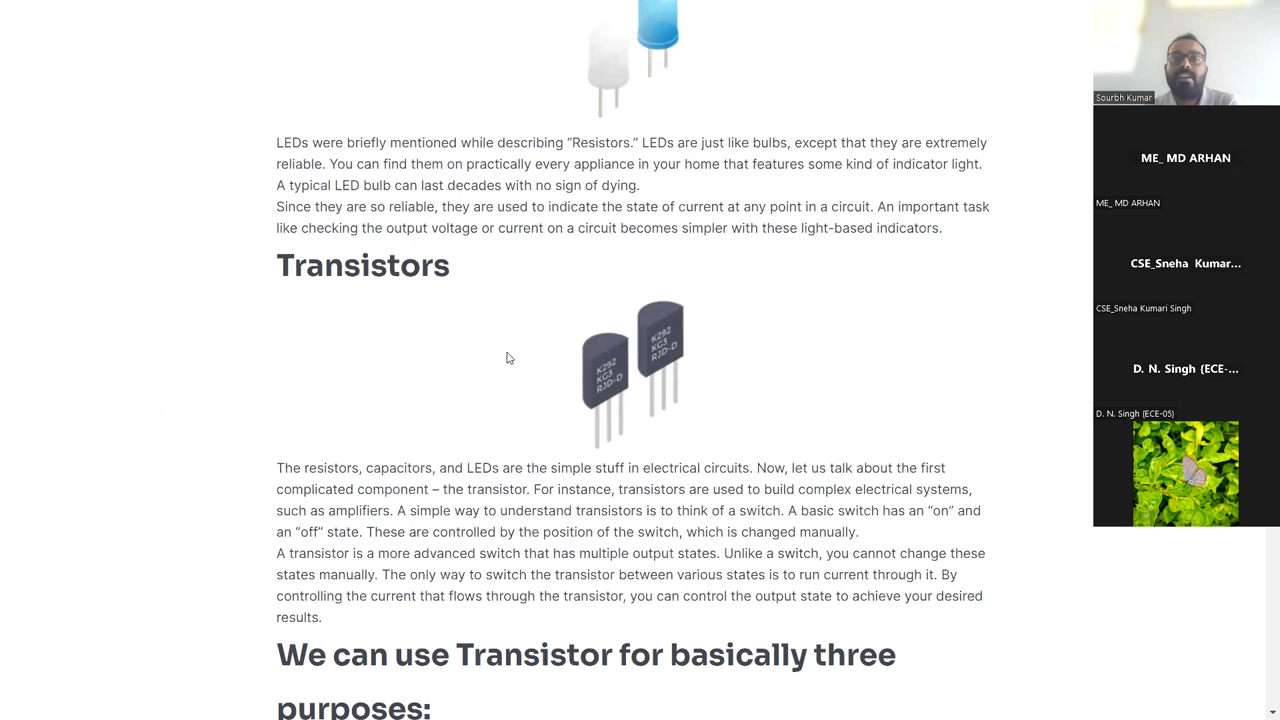 LEDs were briefly mentioned while describing “Resistors.” LEDs are just like bulbs, except that they are extremely
reliable. You can find them on practically every appliance in your home that features some kind of indicator light.
A typical LED bulb can last decades with no sign of dying.
Since they are so reliable, they are used to indicate the state of current at any point in a circuit. An important task
like checking the output voltage or current on a circuit becomes simpler with these light-based indicators.
Transistors
K292
KG3
RJD-D
K292
KG3
RJD-D
The resistors, capacitors, and LEDs are the simple stuff in electrical circuits. Now, let us talk about the first
complicated component – the transistor. For instance, transistors are used to build complex electrical systems,
such as amplifiers. A simple way to understand transistors is to think of a switch. A basic switch has an “on” and
an “off” state. These are controlled by the position of the switch, which is changed manually.
A transistor is a more advanced switch that has multiple output states. Unlike a switch, you cannot change these
states manually. The only way to switch the transistor between various states is to run current through it. By
controlling the current that flows through the transistor, you can control the output state to achieve your desired
results.
We can use Transistor for basically three
purposes:
Sourbh Kumar
ME_ MD ARHAN
ME_ MD ARHAN
CSE_Sneha Kumar...
CSE_Sneha Kumari Singh
D. N. Singh {ECE-...
D. N. Singh {ECE-05}